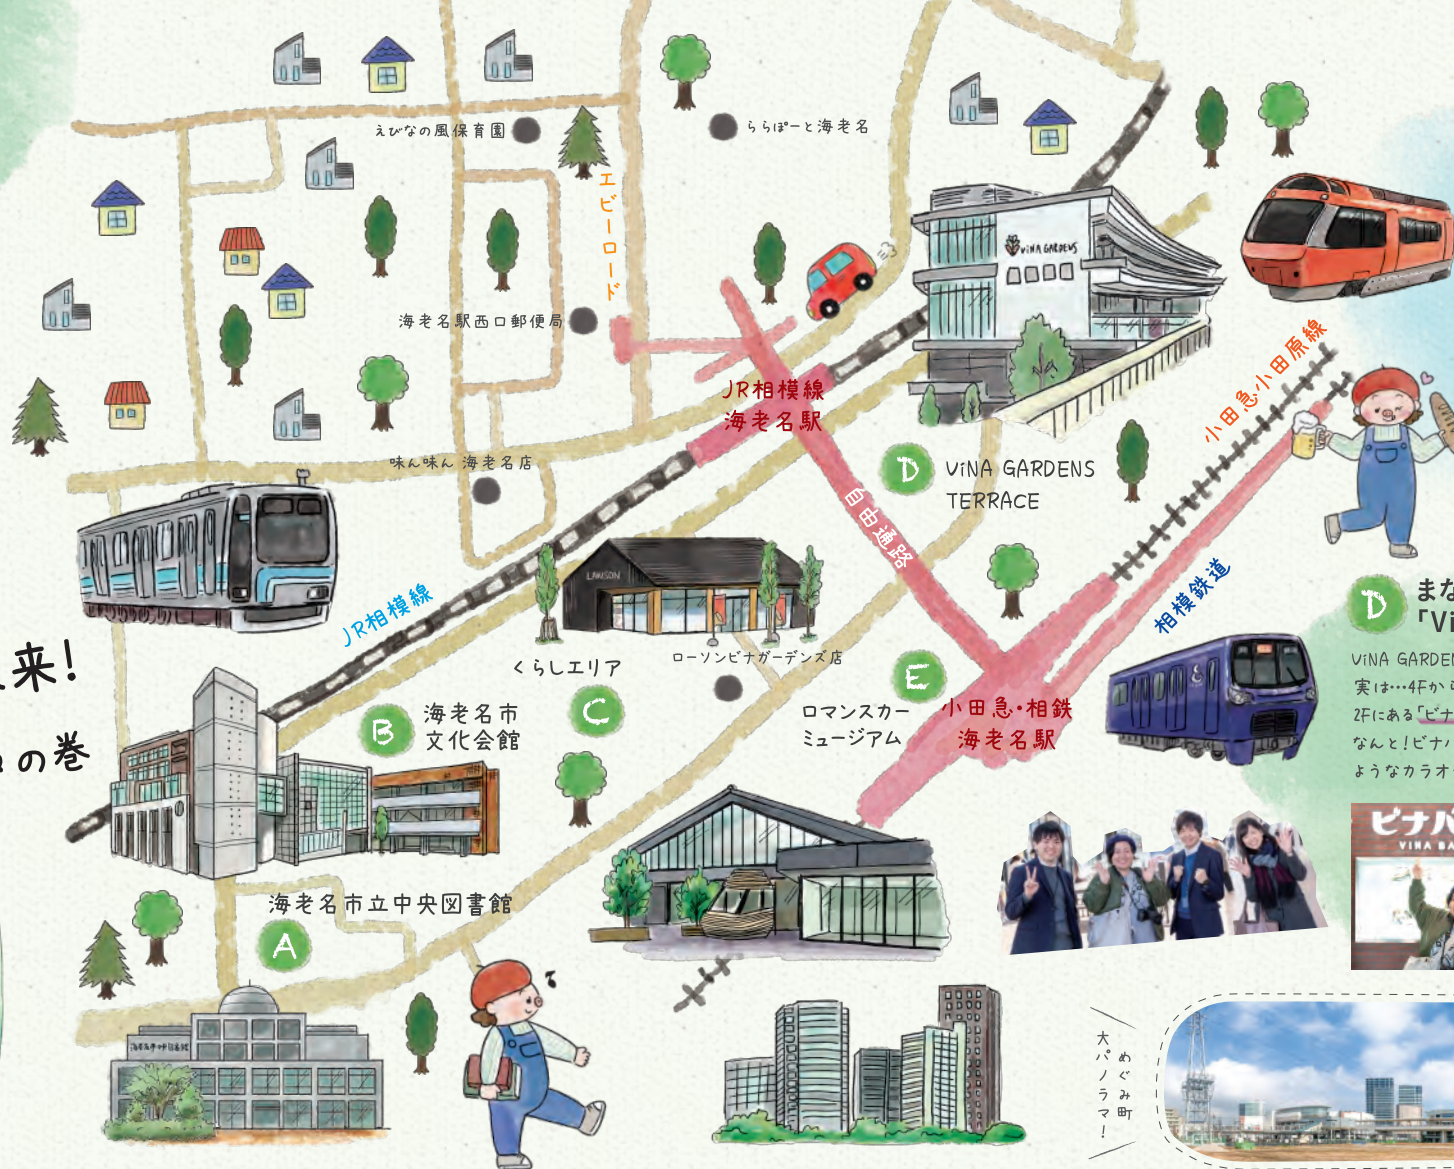 えびなの風保育園
ららぽーと海老名
エビーロード
ViNA GARDENS
海老名駅西口郵便局
小田急小田原線
JR相模線
海老名駅
味ん味ん 海老名店
D
ViNA GARDENS
TERRACE
自由通路
LAWSON
JR相模線
相模鉄道
D
くらしエリア
ローソンビナガーデンズ店
来!
の巻
B
海老名市
文化会館
C
E
ロマンスカー
ミュージアム
小田急・相鉄
海老名駅
ViNA GARDEN
実は…4Fから
2Fにある「ビナ
なんと!ビナ
ようなカラオ
ビナ
VINA BA
海老名市立中央図書館
A
めぐみ町
大パノラマ!